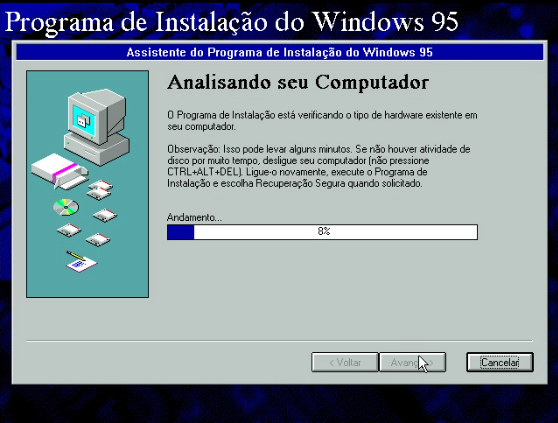 Programa de Instalação do Windows 95
Assistente do Programa de Instalação do Windows 95
Analisando seu Computador
O Programa de Instalação está verificando o tipo de hardware existente em
seu computador.
Observação: Isso pode levar alguns minutos. Se não houver atividade de
disco por muito tempo, desligue seu computador (não pressione
CTRL+ALT+DEL). Ligue-o novamente, execute o Programa de
Instalação e escolha Recuperação Segura quando solicitado.
Andamento...
8%
< Voltar
Cancelar